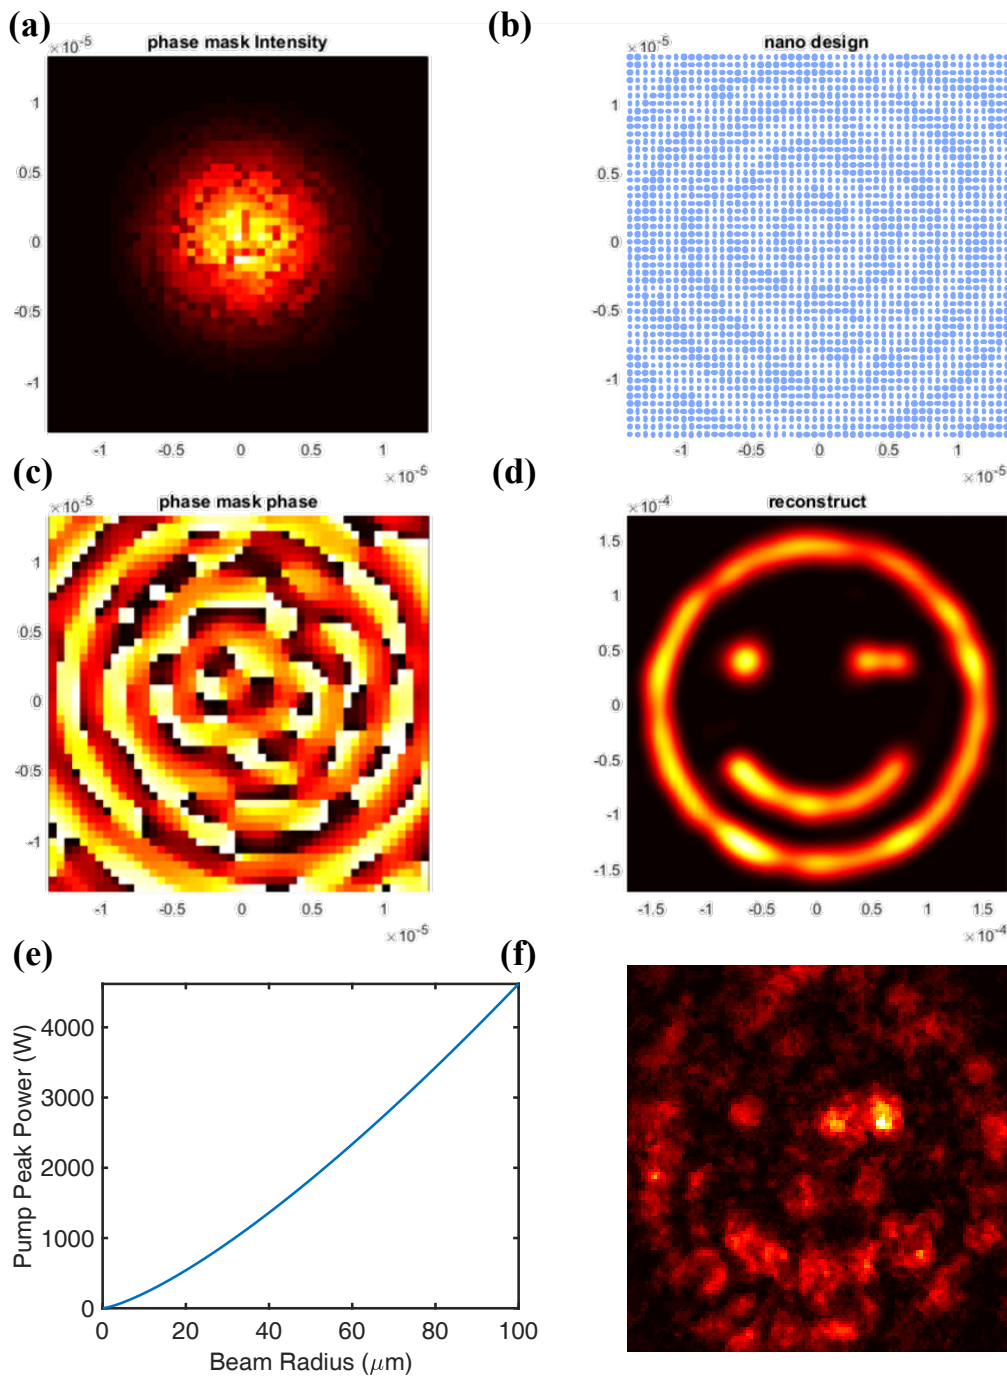 (a)
phase mask Intensity
×10⁻⁵
1
0.5
0
-0.5
-1
-1 -0.5 0 0.5 1
×10⁻⁵
(b)
nano design
×10⁻⁵
1
0.5
0
-0.5
-1
-1 -0.5 0 0.5 1
×10⁻⁵
(c)
phase mask phase
×10⁻⁵
1
0.5
0
-0.5
-1
-1 -0.5 0 0.5 1
×10⁻⁵
(d)
reconstruct
×10⁻⁴
1.5
1
0.5
0
-0.5
-1
-1.5
-1.5 -1 -0.5 0 0.5 1 1.5
×10⁻⁴
(e)
Pump Peak Power (W)
4000
3000
2000
1000
0
0 20 40 60 80 100
Beam Radius (μm)
(f)